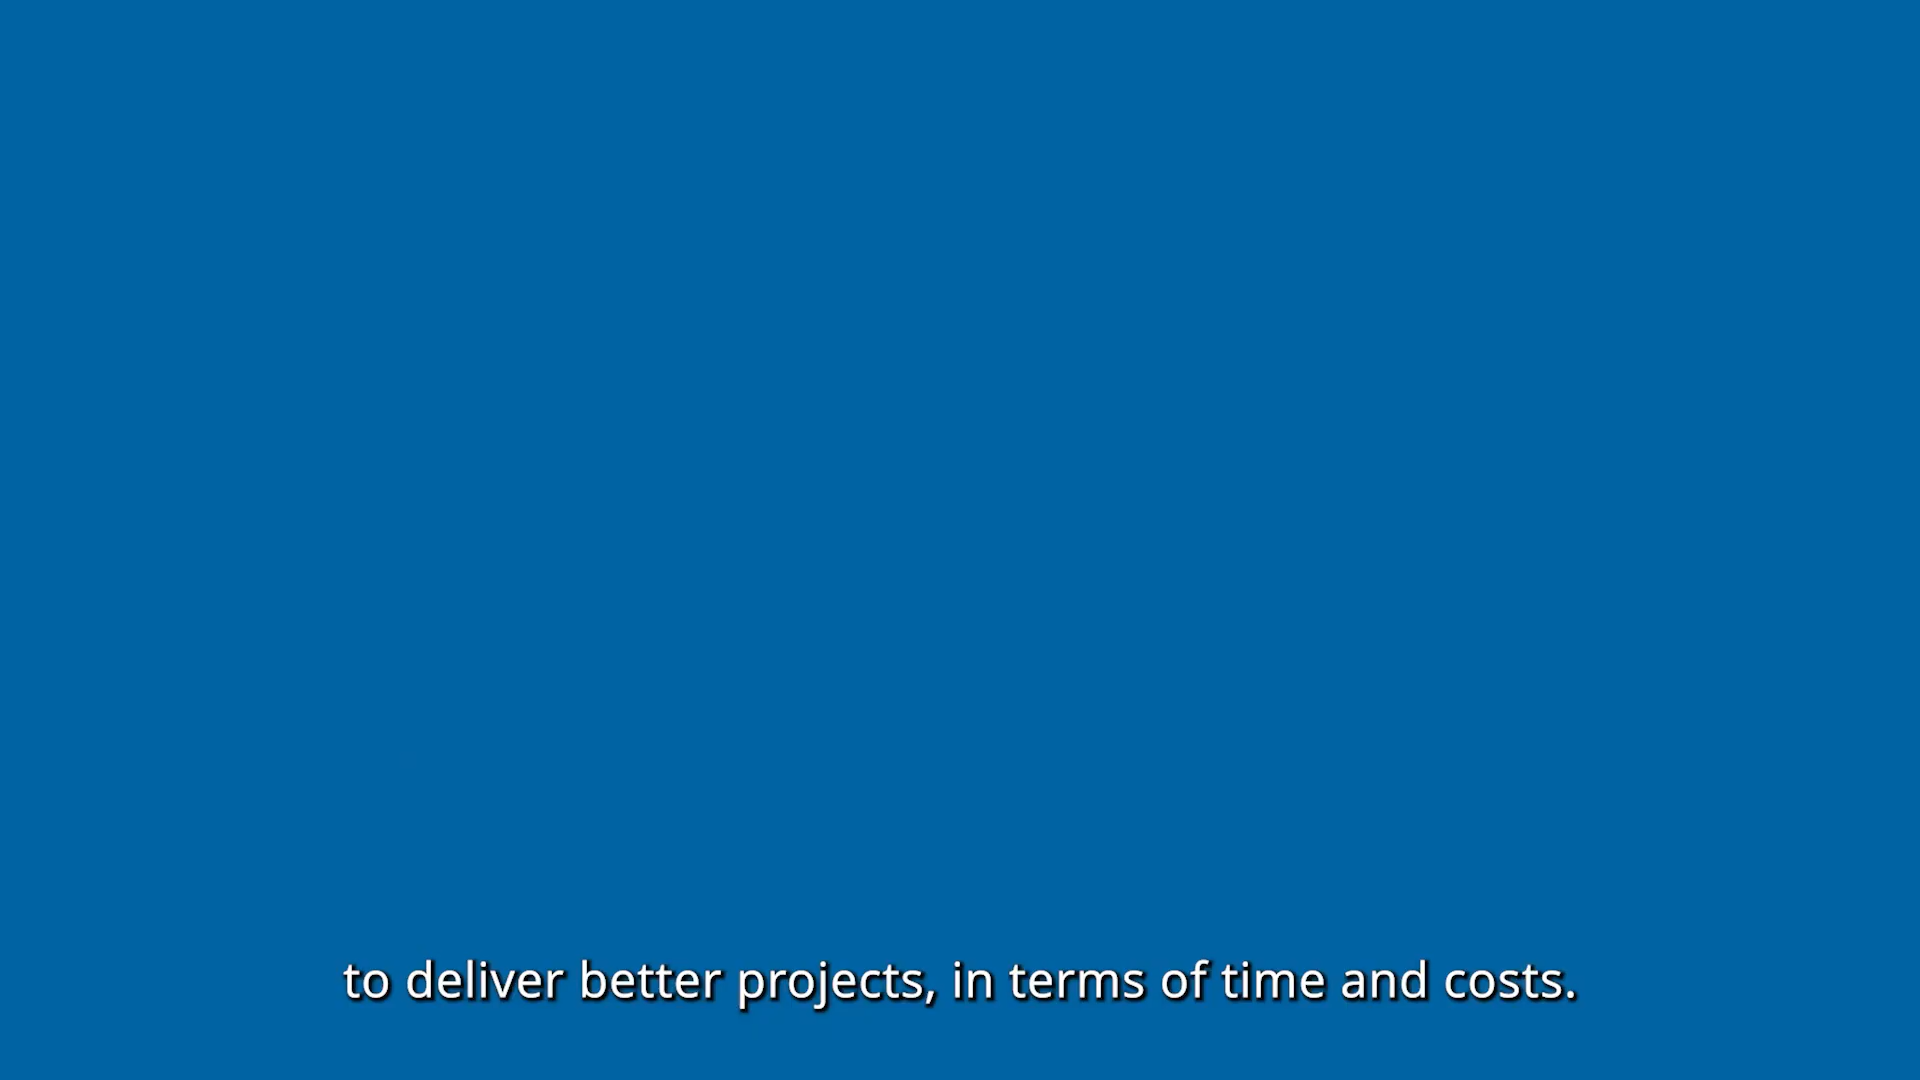 to deliver better projects, in terms of time and costs.